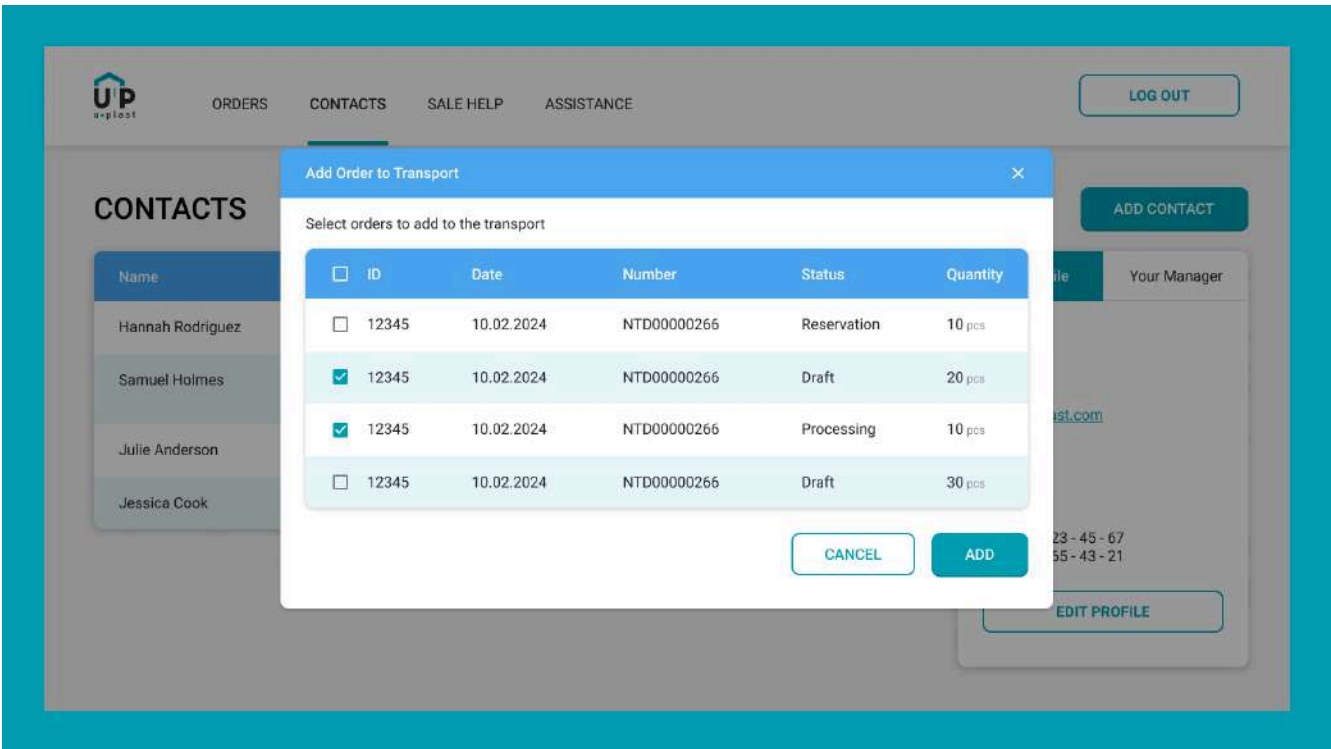 U'P
u-plast
ORDERS CONTACTS SALE HELP ASSISTANCE LOG OUT
Add Order to Transport
CONTACTS
Select orders to add to the transport
ADD CONTACT
Name
ID Date Number Status Quantity
Your Manager
Hannah Rodriguez
12345 10.02.2024 NTD00000266 Reservation 10 pcs
Samuel Holmes
12345 10.02.2024 NTD00000266 Draft 20 pcs
ast.com
12345 10.02.2024 NTD00000266 Processing 10 pcs
Julie Anderson
12345 10.02.2024 NTD00000266 Draft 30 pcs
Jessica Cook
23 - 45 - 67
CANCEL ADD
65 - 43 - 21
EDIT PROFILE